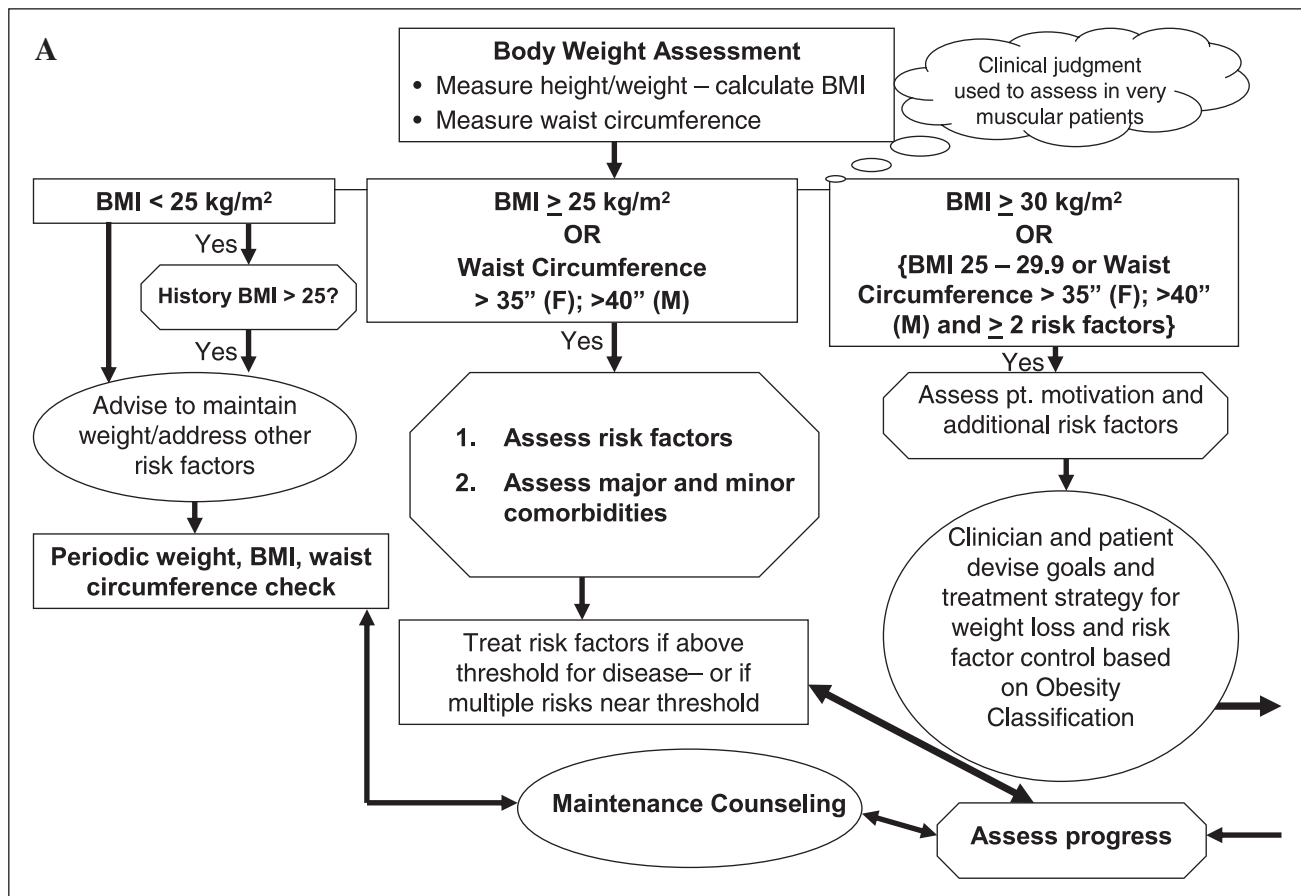 A
Body Weight Assessment
• Measure height/weight – calculate BMI
• Measure waist circumference
Clinical judgment
used to assess in very
muscular patients
BMI < 25 kg/m²
Yes
History BMI > 25?
Yes
Advise to maintain
weight/address other
risk factors
Periodic weight, BMI, waist
circumference check
BMI ≥ 25 kg/m²
OR
Waist Circumference
> 35” (F); >40” (M)
Yes
1. Assess risk factors
2. Assess major and minor
comorbidities
Treat risk factors if above
threshold for disease– or if
multiple risks near threshold
BMI ≥ 30 kg/m²
OR
{BMI 25 – 29.9 or Waist
Circumference > 35” (F); >40”
(M) and ≥ 2 risk factors}
Yes
Assess pt. motivation and
additional risk factors
Clinician and patient
devise goals and
treatment strategy for
weight loss and risk
factor control based
on Obesity
Classification
Maintenance Counseling
Assess progress